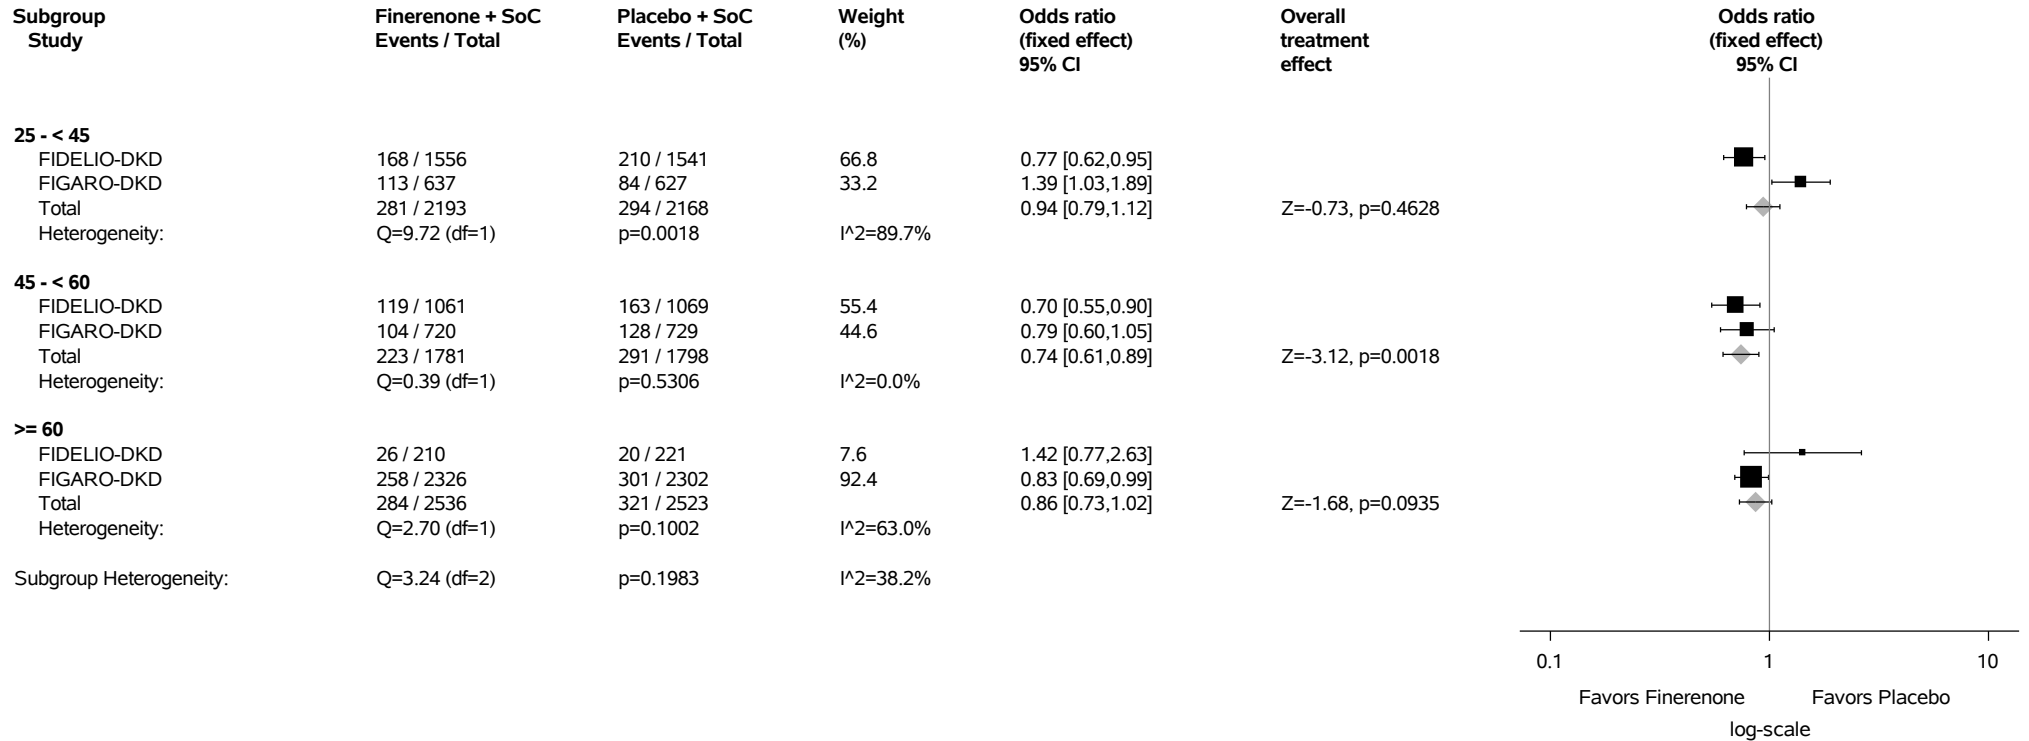 Subgroup Finerenone + SoC Placebo + SoC Weight Odds ratio Overall Odds ratio
Study Events / Total Events / Total (%) (fixed effect) treatment (fixed effect)
95% CI effect 95% CI
25 - < 45
FIDELIO-DKD 168 / 1556 210 / 1541 66.8 0.77 [0.62,0.95]
FIGARO-DKD 113 / 637 84 / 627 33.2 1.39 [1.03,1.89]
Total 281 / 2193 294 / 2168 0.94 [0.79,1.12] Z=-0.73, p=0.4628
Heterogeneity: Q=9.72 (df=1) p=0.0018 I^2=89.7%
45 - < 60
FIDELIO-DKD 119 / 1061 163 / 1069 55.4 0.70 [0.55,0.90]
FIGARO-DKD 104 / 720 128 / 729 44.6 0.79 [0.60,1.05]
Total 223 / 1781 291 / 1798 0.74 [0.61,0.89] Z=-3.12, p=0.0018
Heterogeneity: Q=0.39 (df=1) p=0.5306 I^2=0.0%
>= 60
FIDELIO-DKD 26 / 210 20 / 221 7.6 1.42 [0.77,2.63]
FIGARO-DKD 258 / 2326 301 / 2302 92.4 0.83 [0.69,0.99]
Total 284 / 2536 321 / 2523 0.86 [0.73,1.02] Z=-1.68, p=0.0935
Heterogeneity: Q=2.70 (df=1) p=0.1002 I^2=63.0%
Subgroup Heterogeneity: Q=3.24 (df=2) p=0.1983 I^2=38.2%
0.1 1 10
Favors Finerenone Favors Placebo
log-scale